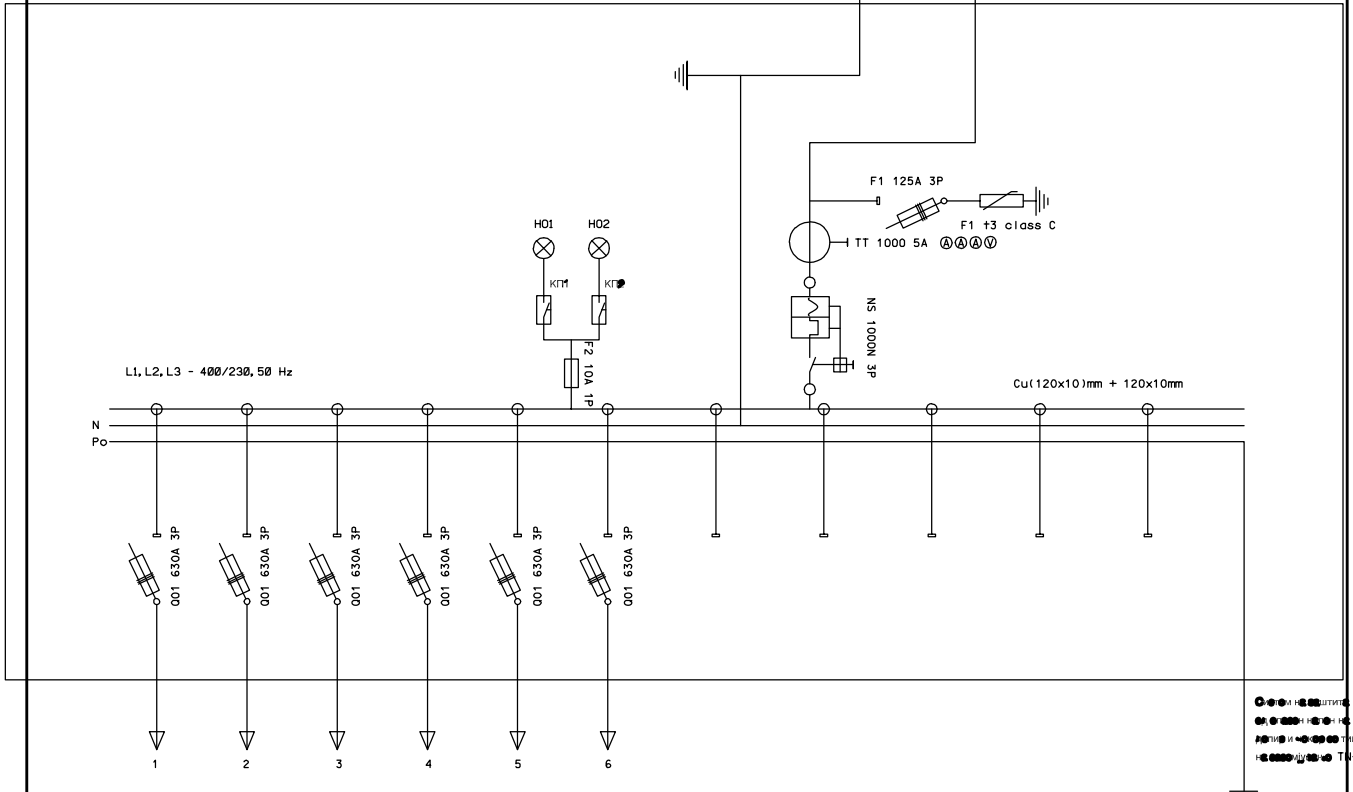 F1 125A 3P
F1 t3 class C
TT 1000 5A Ⓐ Ⓐ Ⓐ Ⓥ
H01 H02
КП1
NS 1000N 3P
F2 10A 1P
L1,L2,L3 - 400/230,50 Hz
Cu(120x10)mm + 120x10mm
N
Po
Q01 630A 3P
Q01 630A 3P
Q01 630A 3P
Q01 630A 3P
Q01 630A 3P
Q01 630A 3P
1 2 3 4 5 6